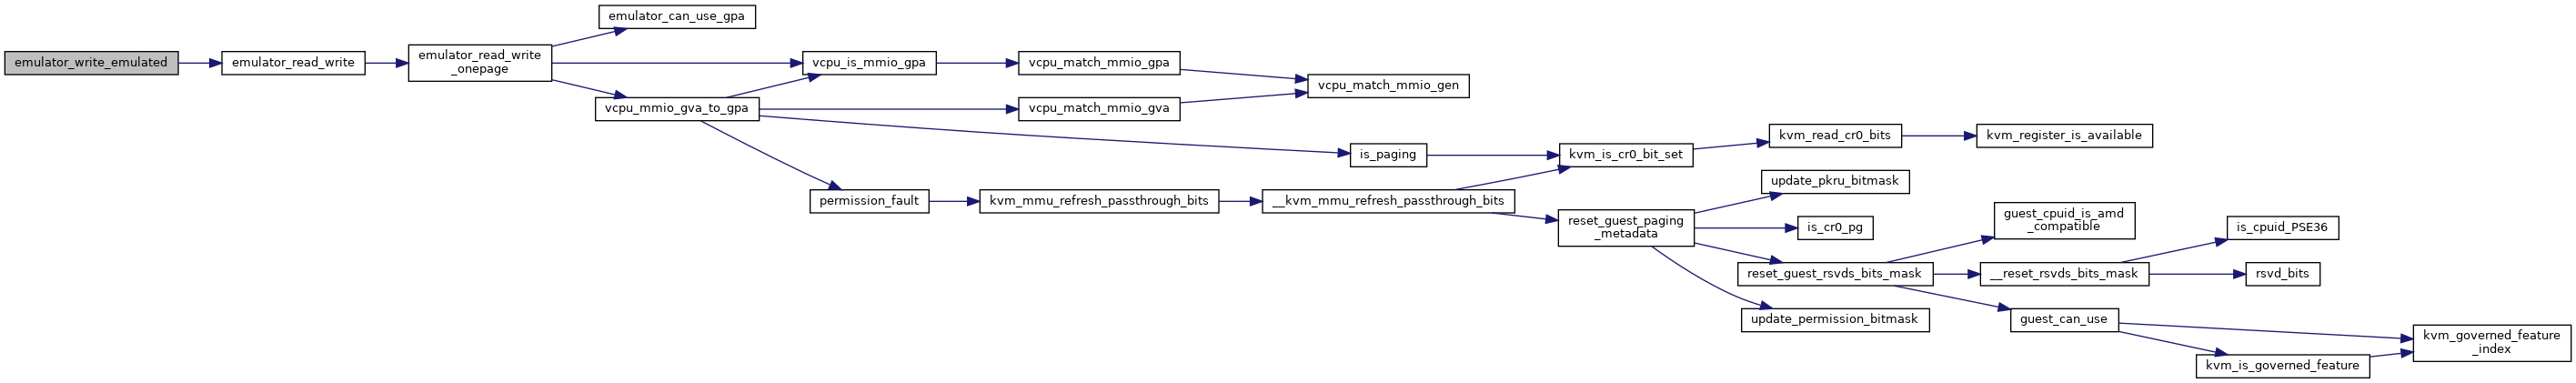 emulator_write_emulated
emulator_read_write
emulator_read_write
_onepage
emulator_can_use_gpa
vcpu_is_mmio_gpa
vcpu_mmio_gva_to_gpa
vcpu_match_mmio_gpa
vcpu_match_mmio_gva
vcpu_match_mmio_gen
is_paging
permission_fault
kvm_mmu_refresh_passthrough_bits
__kvm_mmu_refresh_passthrough_bits
kvm_is_cr0_bit_set
kvm_read_cr0_bits
kvm_register_is_available
reset_guest_paging
_metadata
update_pkru_bitmask
is_cr0_pg
reset_guest_rsvds_bits_mask
update_permission_bitmask
guest_cpuid_is_amd
_compatible
__reset_rsvds_bits_mask
guest_can_use
is_cpuid_PSE36
rsvd_bits
kvm_is_governed_feature
kvm_governed_feature
_index